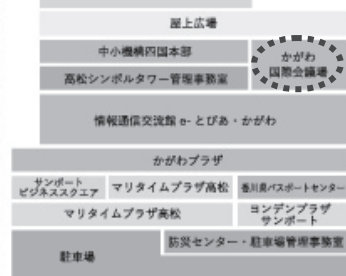 屋上広場
中小機構四国本部
かがわ
国際会議場
高松シンボルタワー管理事務室
情報通信交流館 e-とぴあ・かがわ
かがわプラザ
サンポート
ビジネススクエア
マリタイムプラザ高松
香川県パスポートセンター
マリタイムプラザ高松
ヨンデンプラザ
サンポート
防災センター・駐車場管理事務室
駐車場